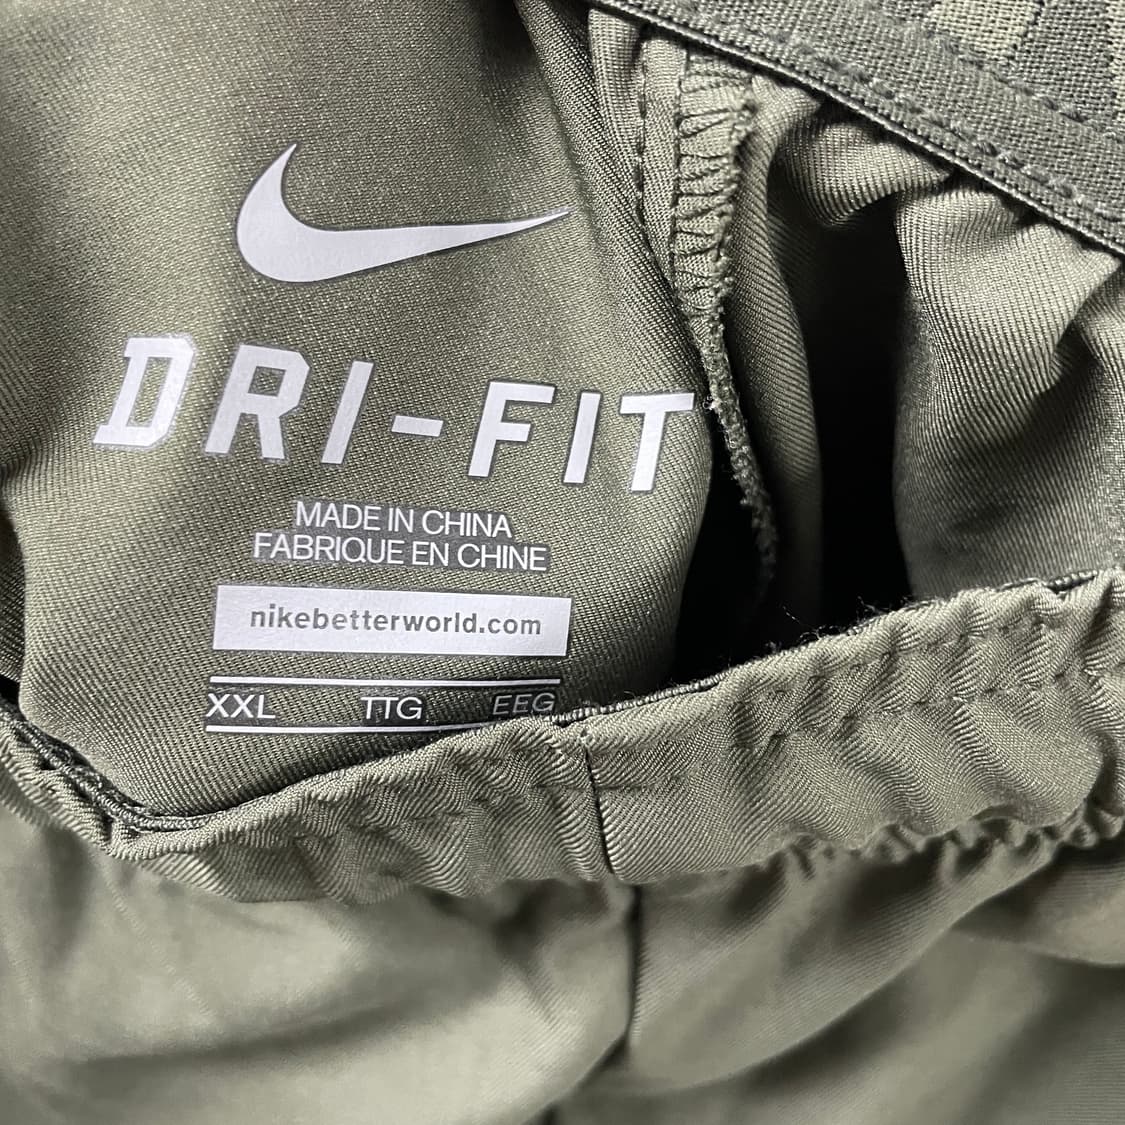 DRI-FIT
MADE IN CHINA
FABRIQUE EN CHINE
nikebetterworld.com
XXL TTG EEG